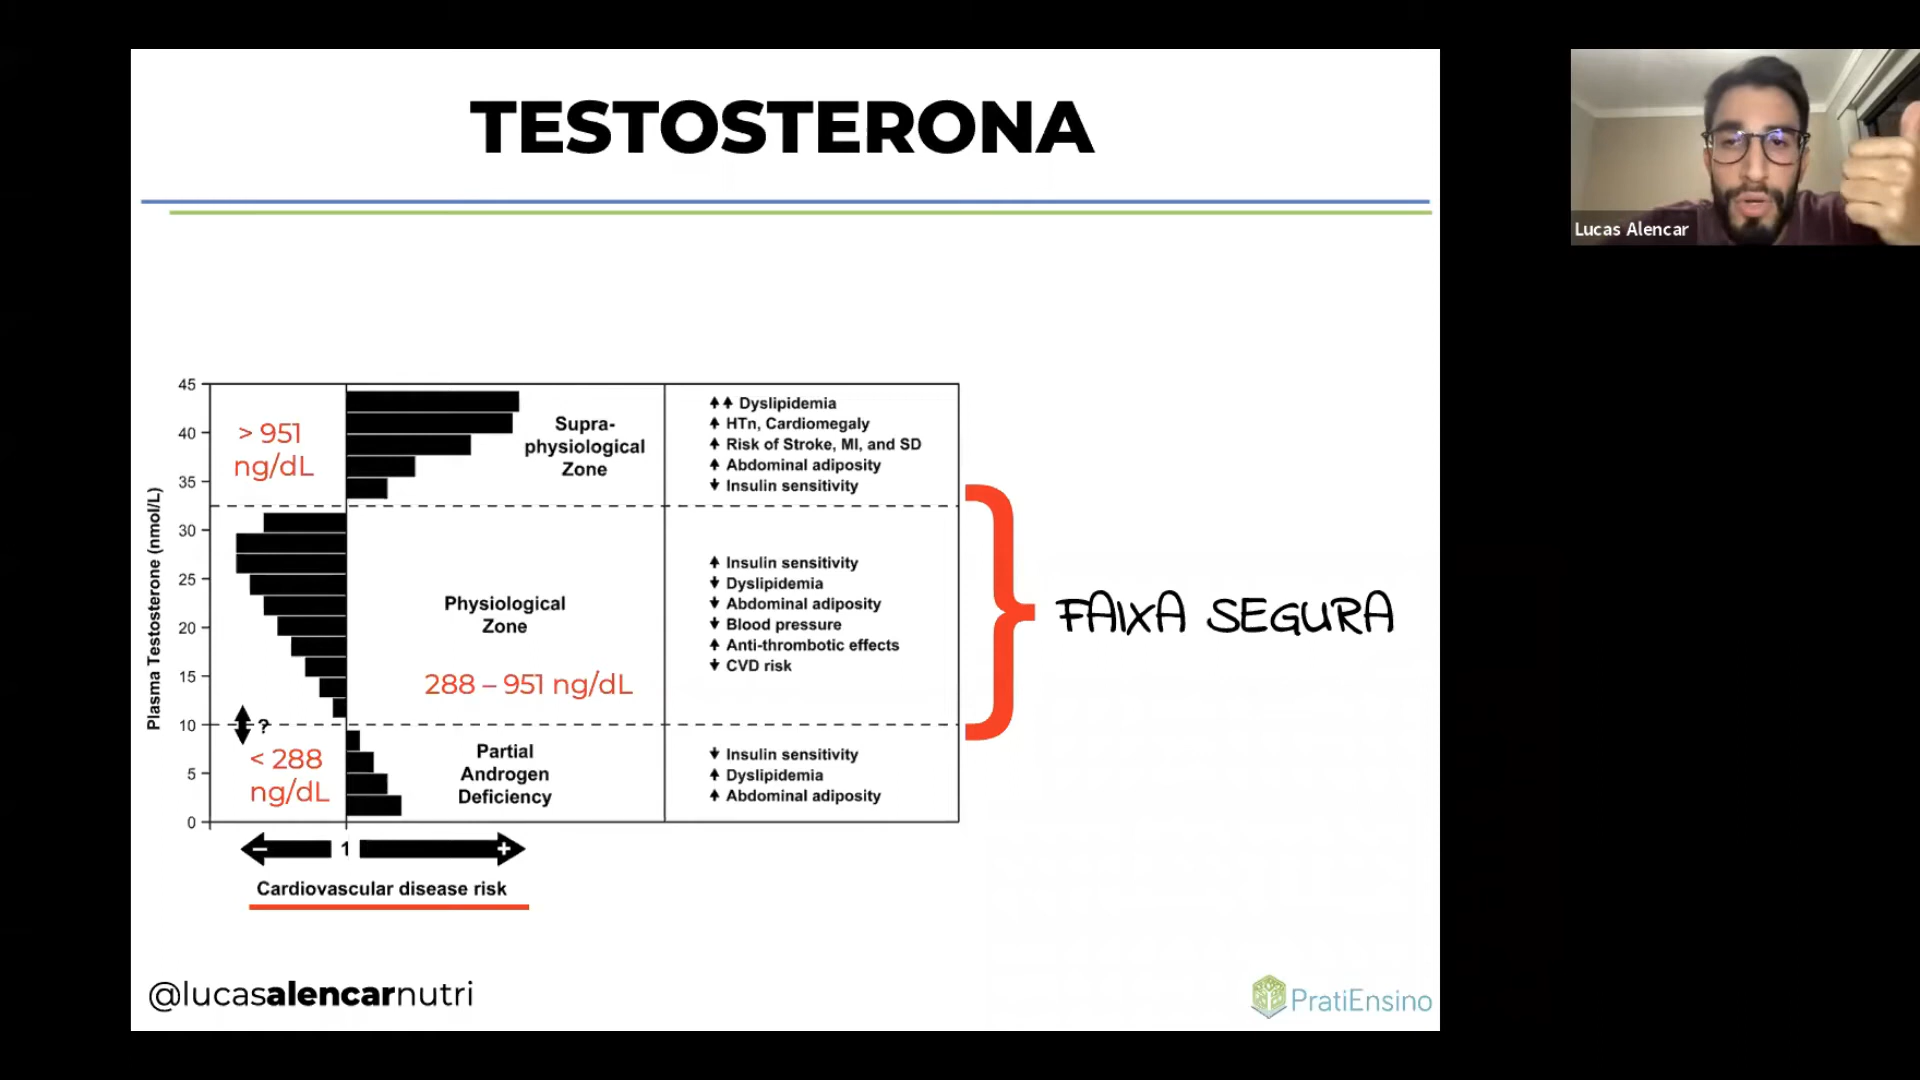 TESTOSTERONA
Lucas Alencar
Plasma Testosterone (nmol/L)
45
40
35
30
25
20
15
10
5
0
> 951
ng/dL
Supra-
physiological
Zone
Dyslipidemia
HTn, Cardiomegaly
Risk of Stroke, MI, and SD
Abdominal adiposity
Insulin sensitivity
Physiological
Zone
288 – 951 ng/dL
Insulin sensitivity
Dyslipidemia
Abdominal adiposity
Blood pressure
Anti-thrombotic effects
CVD risk
FAIXA SEGURA
?
< 288
ng/dL
Partial
Androgen
Deficiency
Insulin sensitivity
Dyslipidemia
Abdominal adiposity
− 1 +
Cardiovascular disease risk
@lucasalencarnutri
PratiEnsino